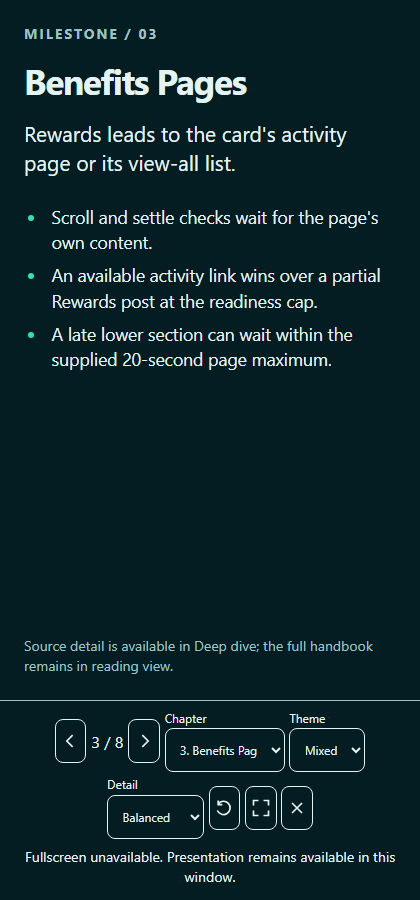 MILESTONE / 03
Benefits Pages
Rewards leads to the card's activity
page or its view-all list.
Scroll and settle checks wait for the page's
own content.
An available activity link wins over a partial
Rewards post at the readiness cap.
A late lower section can wait within the
supplied 20-second page maximum.
Source detail is available in Deep dive; the full handbook
remains in reading view.
Chapter
Theme
3 / 8
3. Benefits Pag
Mixed
Detail
Balanced
Fullscreen unavailable. Presentation remains available in this
window.